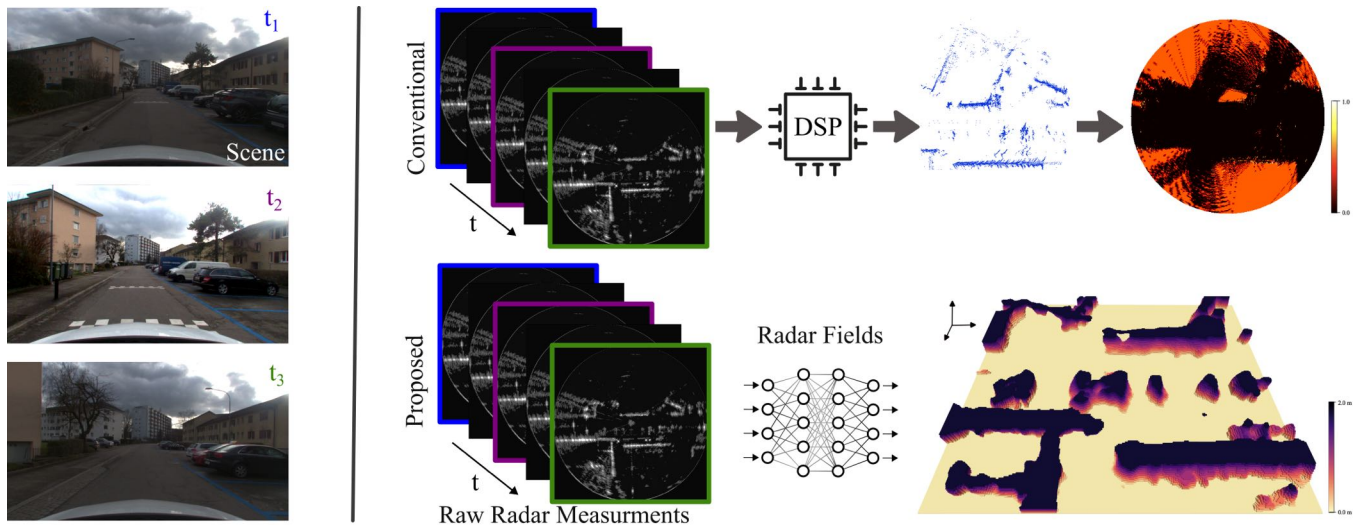 t1
Scene
t2
t3
Conventional
t
DSP
1.0
0.0
Proposed
t
Raw Radar Measurments
Radar Fields
2.0 m
0.0 m